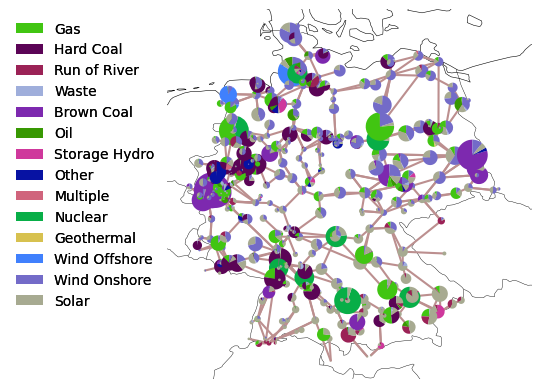 Gas
Hard Coal
Run of River
Waste
Brown Coal
Oil
Storage Hydro
Other
Multiple
Nuclear
Geothermal
Wind Offshore
Wind Onshore
Solar